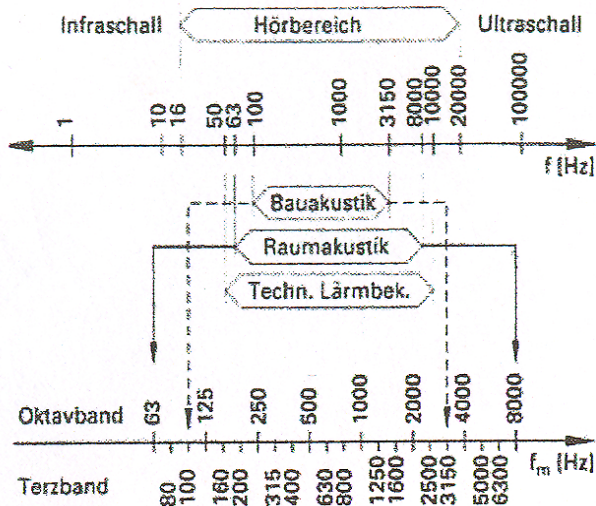 Infraschall Hörbereich Ultraschall
1 10 16 50 63 100 1000 3150 8000 10000 20000 100000
f [Hz]
Bauakustik
Raumakustik
Techn. Lärmbek.
Oktavband 63 125 250 500 1000 2000 4000 8000
fₘ [Hz]
Terzband 80 100 160 200 315 400 630 800 1250 1600 2500 3150 5000 6300